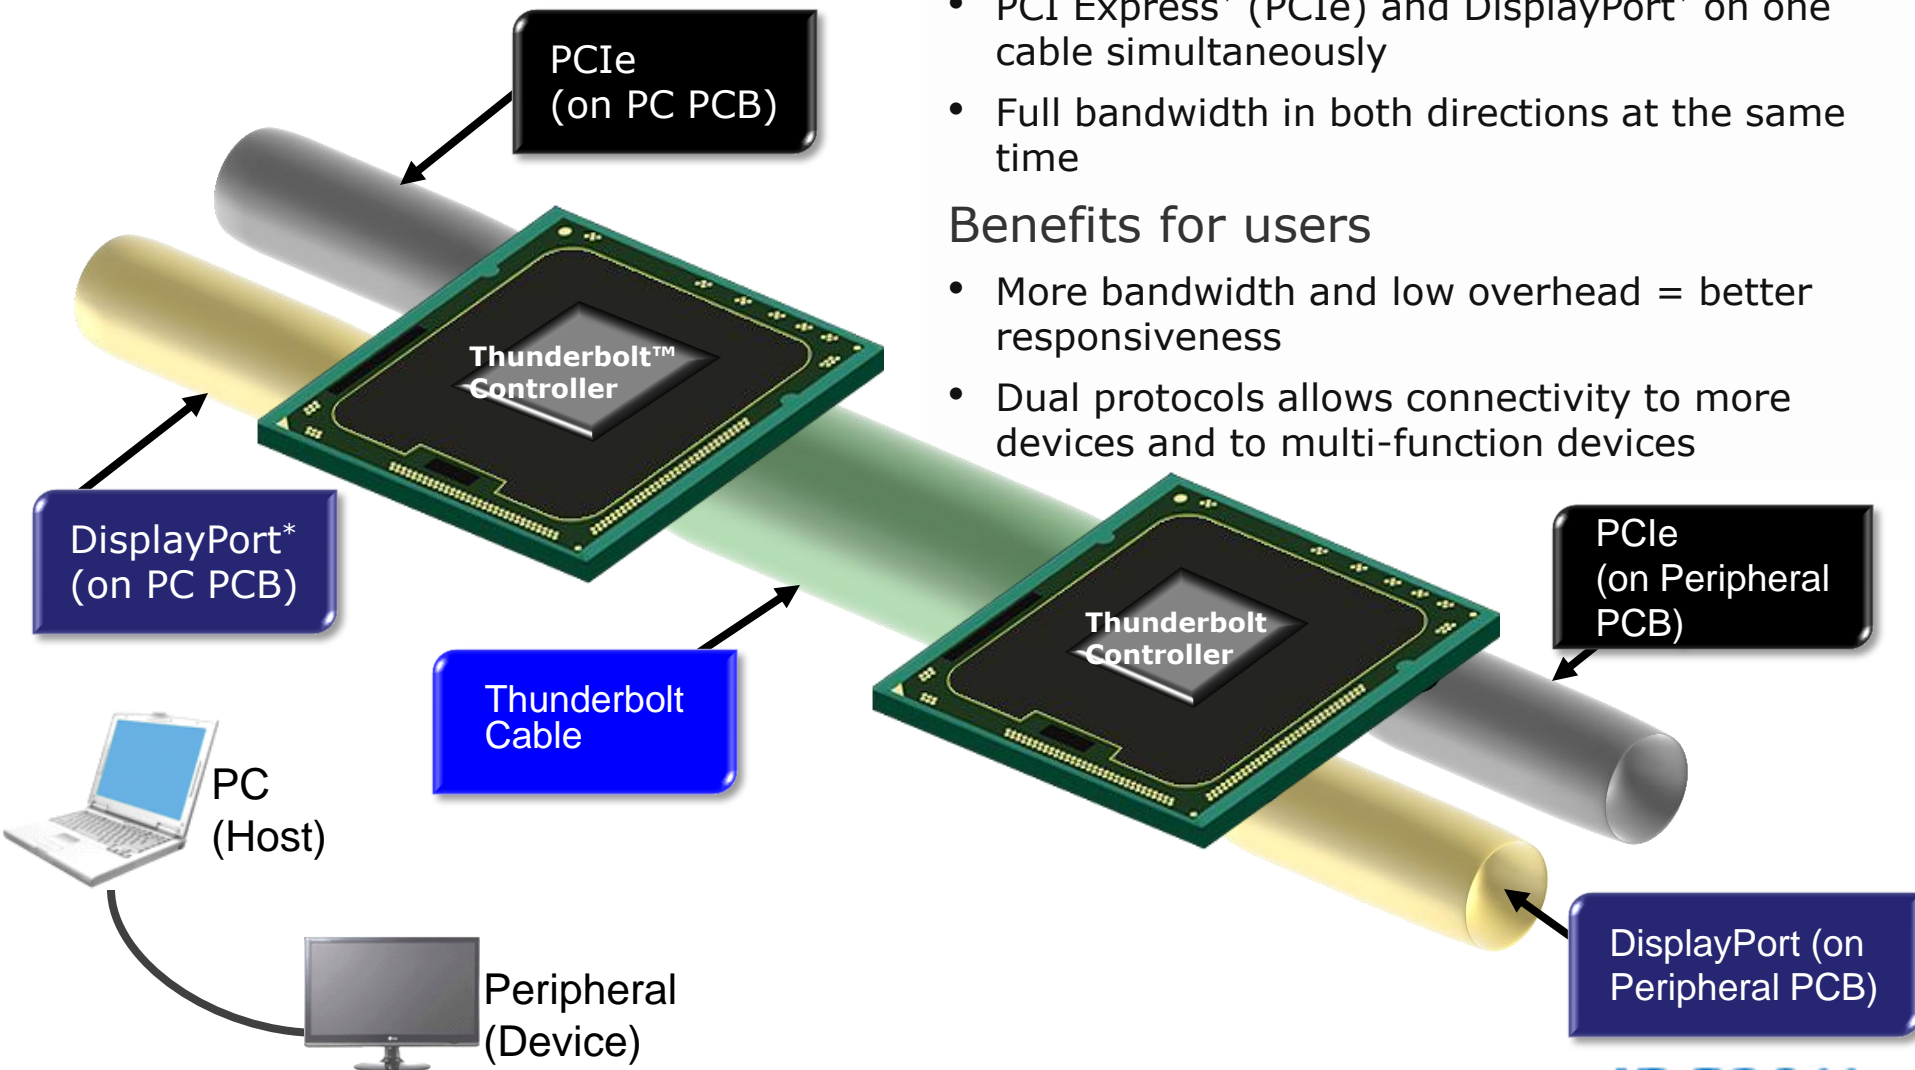 PCI Express* (PCIe) and DisplayPort* on one
cable simultaneously
Full bandwidth in both directions at the same
time
Benefits for users
More bandwidth and low overhead = better
responsiveness
Dual protocols allows connectivity to more
devices and to multi-function devices
PCIe
(on PC PCB)
Thunderbolt™
Controller
DisplayPort*
(on PC PCB)
Thunderbolt
Cable
Thunderbolt
Controller
PCIe
(on Peripheral
PCB)
DisplayPort (on
Peripheral PCB)
PC
(Host)
Peripheral
(Device)